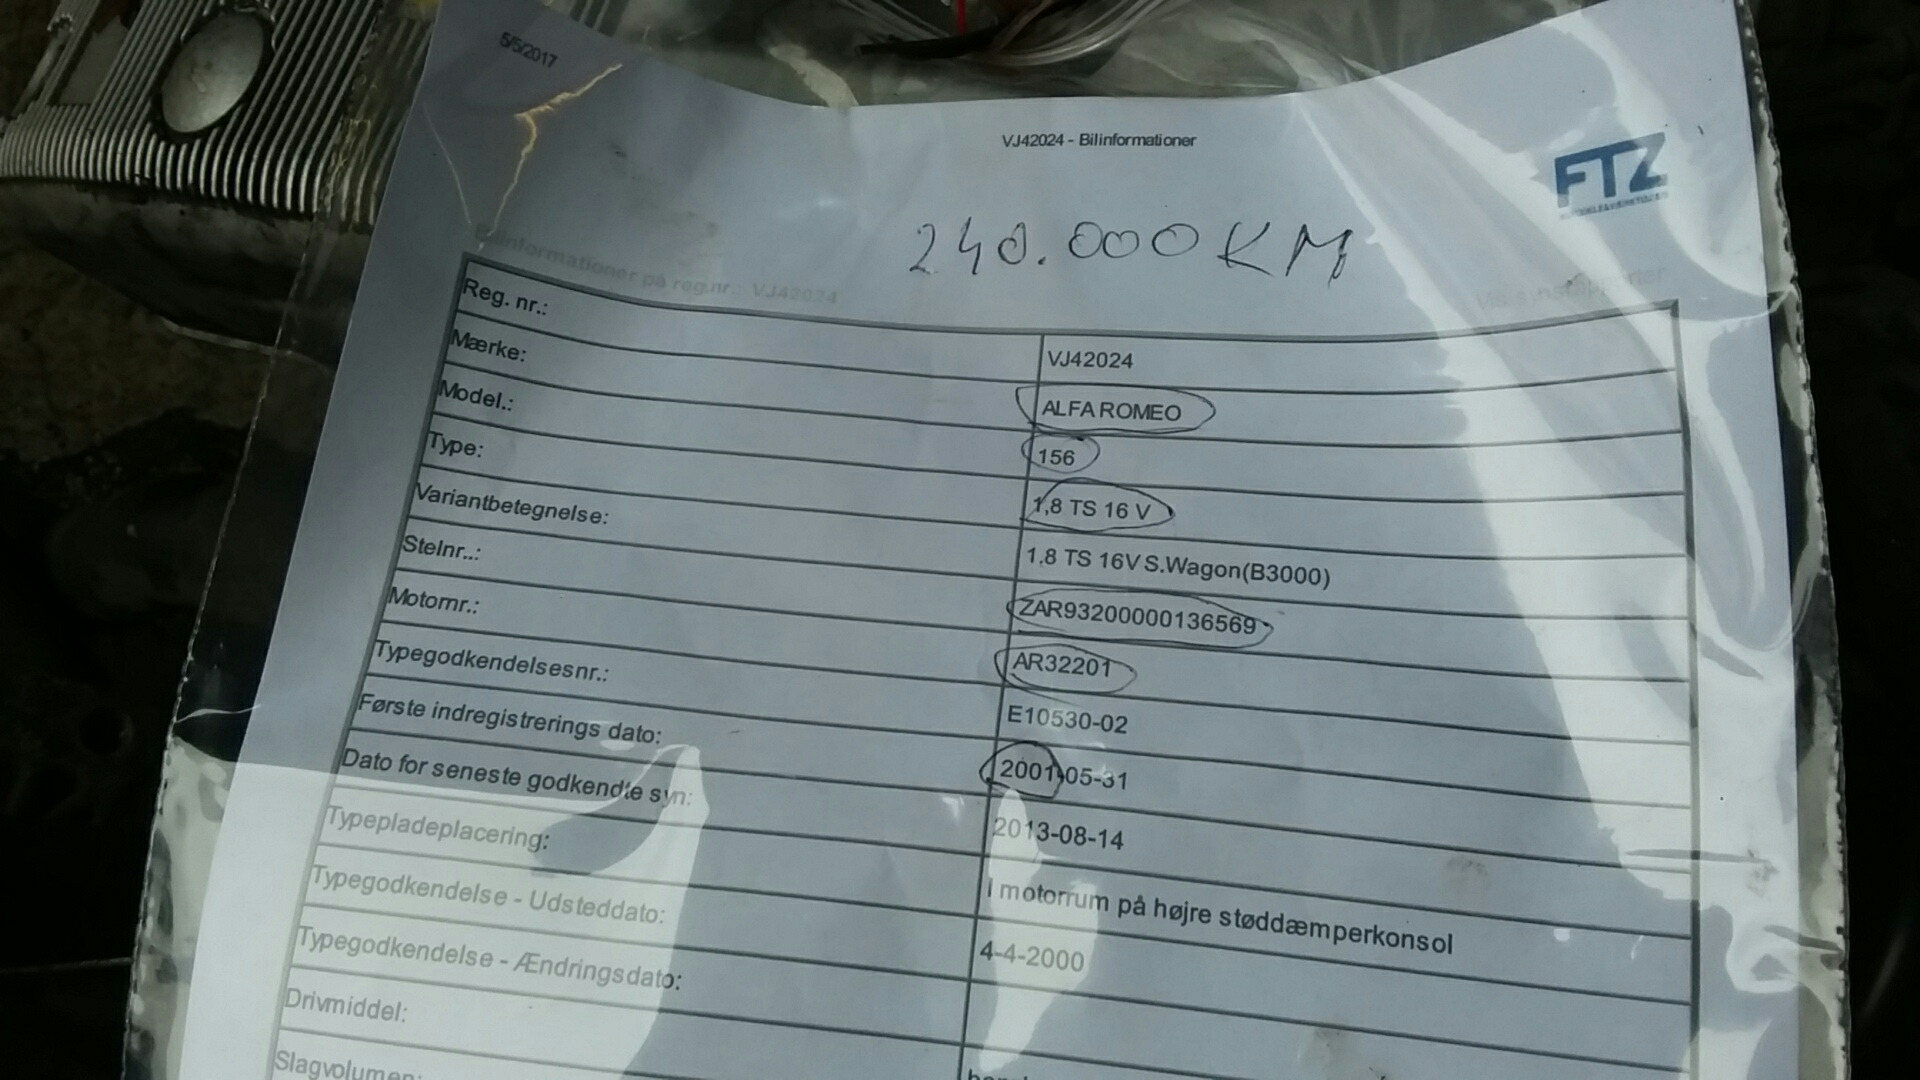 5/5/2017
VJ42024 - Bilinformationer
FTZ
240.000 KM
Bilinformationer på reg.nr.: VJ42024
Vis synsrapporter
Reg. nr.: VJ42024
Mærke: ALFA ROMEO
Model.: 156
Type: 1,8 TS 16 V
Variantbetegnelse: 1.8 TS 16V S.Wagon(B3000)
Stelnr..: ZAR93200000136569
Motornr.: AR32201
Typegodkendelsesnr.: E10530-02
Første indregistrerings dato: 2001-05-31
Dato for seneste godkendte syn: 2013-08-14
Typepladeplacering: I motorrum på højre støddæmperkonsol
Typegodkendelse - Udsteddato: 4-4-2000
Typegodkendelse - Ændringsdato:
Drivmiddel:
Slagvolumen: